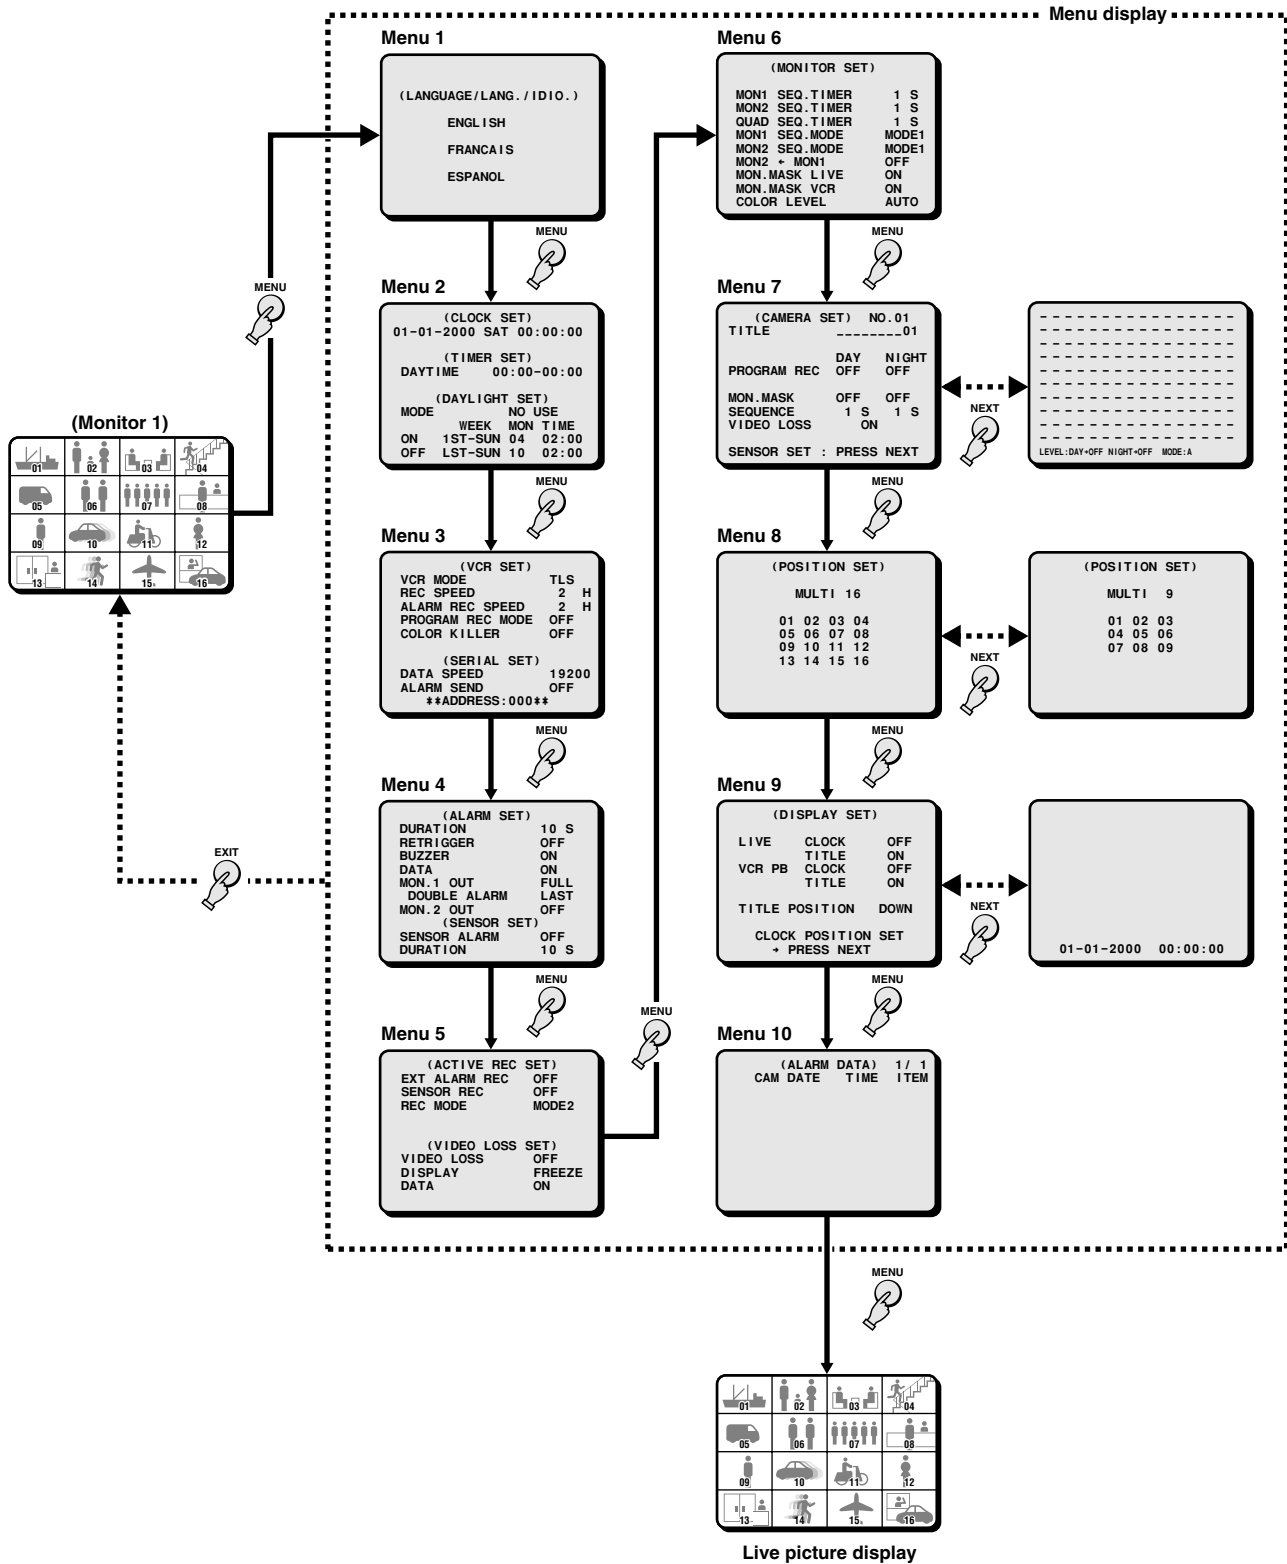 Menu display
Menu 1
(LANGUAGE/LANG./IDIO.)
ENGLISH
FRANCAIS
ESPANOL
MENU
MENU
Menu 2
(CLOCK SET)
01-01-2000 SAT 00:00:00
(TIMER SET)
DAYTIME 00:00-00:00
(DAYLIGHT SET)
MODE NO USE
WEEK MON TIME
ON 1ST-SUN 04 02:00
OFF LST-SUN 10 02:00
MENU
(Monitor 1)
01 02 03 04
05 06 07 08
09 10 11 12
13 14 15 16
EXIT
Menu 3
(VCR SET)
VCR MODE TLS
REC SPEED 2 H
ALARM REC SPEED 2 H
PROGRAM REC MODE OFF
COLOR KILLER OFF
(SERIAL SET)
DATA SPEED 19200
ALARM SEND OFF
**ADDRESS:000**
MENU
Menu 4
(ALARM SET)
DURATION 10 S
RETRIGGER OFF
BUZZER ON
DATA ON
MON.1 OUT FULL
DOUBLE ALARM LAST
MON.2 OUT OFF
(SENSOR SET)
SENSOR ALARM OFF
DURATION 10 S
MENU
Menu 5
(ACTIVE REC SET)
EXT ALARM REC OFF
SENSOR REC OFF
REC MODE MODE2
(VIDEO LOSS SET)
VIDEO LOSS OFF
DISPLAY FREEZE
DATA ON
MENU
Menu 6
(MONITOR SET)
MON1 SEQ.TIMER 1 S
MON2 SEQ.TIMER 1 S
QUAD SEQ.TIMER 1 S
MON1 SEQ.MODE MODE1
MON2 SEQ.MODE MODE1
MON2 ← MON1 OFF
MON.MASK LIVE ON
MON.MASK VCR ON
COLOR LEVEL AUTO
MENU
Menu 7
(CAMERA SET) NO.01
TITLE ________01
DAY NIGHT
PROGRAM REC OFF OFF
MON.MASK OFF OFF
SEQUENCE 1 S 1 S
VIDEO LOSS ON
SENSOR SET : PRESS NEXT
NEXT
LEVEL:DAY→OFF NIGHT→OFF MODE:A
MENU
Menu 8
(POSITION SET)
MULTI 16
01 02 03 04
05 06 07 08
09 10 11 12
13 14 15 16
NEXT
(POSITION SET)
MULTI 9
01 02 03
04 05 06
07 08 09
MENU
Menu 9
(DISPLAY SET)
LIVE CLOCK OFF
TITLE ON
VCR PB CLOCK OFF
TITLE ON
TITLE POSITION DOWN
CLOCK POSITION SET
→ PRESS NEXT
NEXT
01-01-2000 00:00:00
MENU
Menu 10
(ALARM DATA) 1/ 1
CAM DATE TIME ITEM
MENU
01 02 03 04
05 06 07 08
09 10 11 12
13 14 15 16
Live picture display